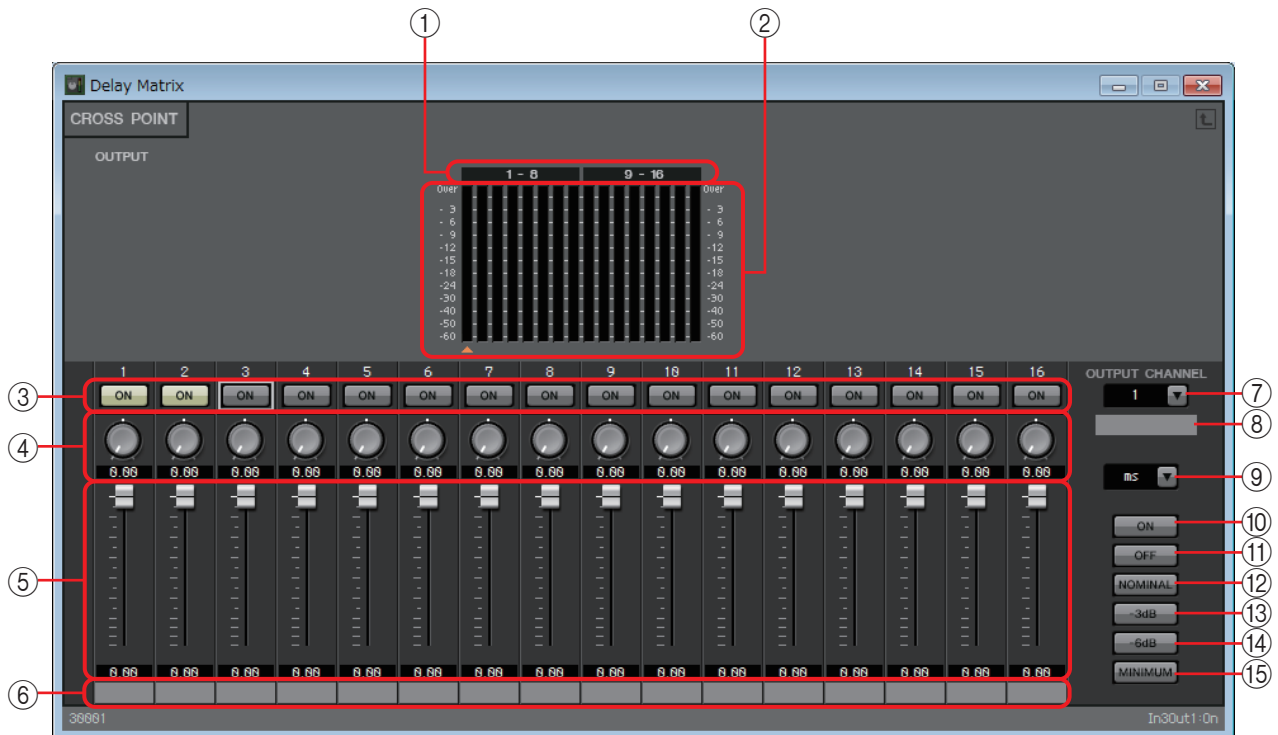 ① ②
Delay Matrix
CROSS POINT
OUTPUT
1 - 8 9 - 16
Over Over
- 3 - 3
- 6 - 6
- 9 - 9
-12 -12
-15 -15
-18 -18
-24 -24
-30 -30
-40 -40
-50 -50
-60 -60
1 2 3 4 5 6 7 8 9 10 11 12 13 14 15 16 OUTPUT CHANNEL
③ ON ON ON ON ON ON ON ON ON ON ON ON ON ON ON ON 1 ⑦
⑧
④
0.00 0.00 0.00 0.00 0.00 0.00 0.00 0.00 0.00 0.00 0.00 0.00 0.00 0.00 0.00 0.00
ms ⑨
ON ⑩
OFF ⑪
⑤
NOMINAL ⑫
-3dB ⑬
-6dB ⑭
0.00 0.00 0.00 0.00 0.00 0.00 0.00 0.00 0.00 0.00 0.00 0.00 0.00 0.00 0.00 0.00
MINIMUM ⑮
⑥
30001 In3Out1:On